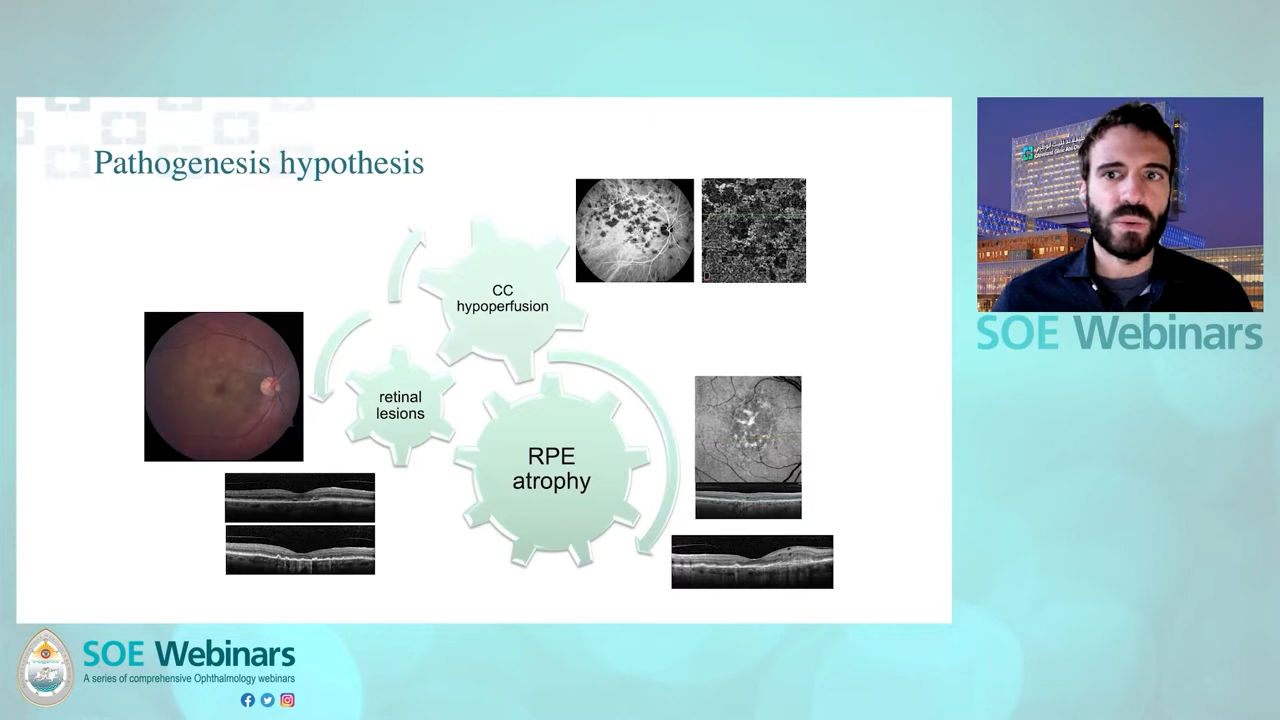 Pathogenesis hypothesis
CC
hypoperfusion
retinal
lesions
RPE
atrophy
SOE Webinars
SOE Webinars
A series of comprehensive Ophthalmology webinars